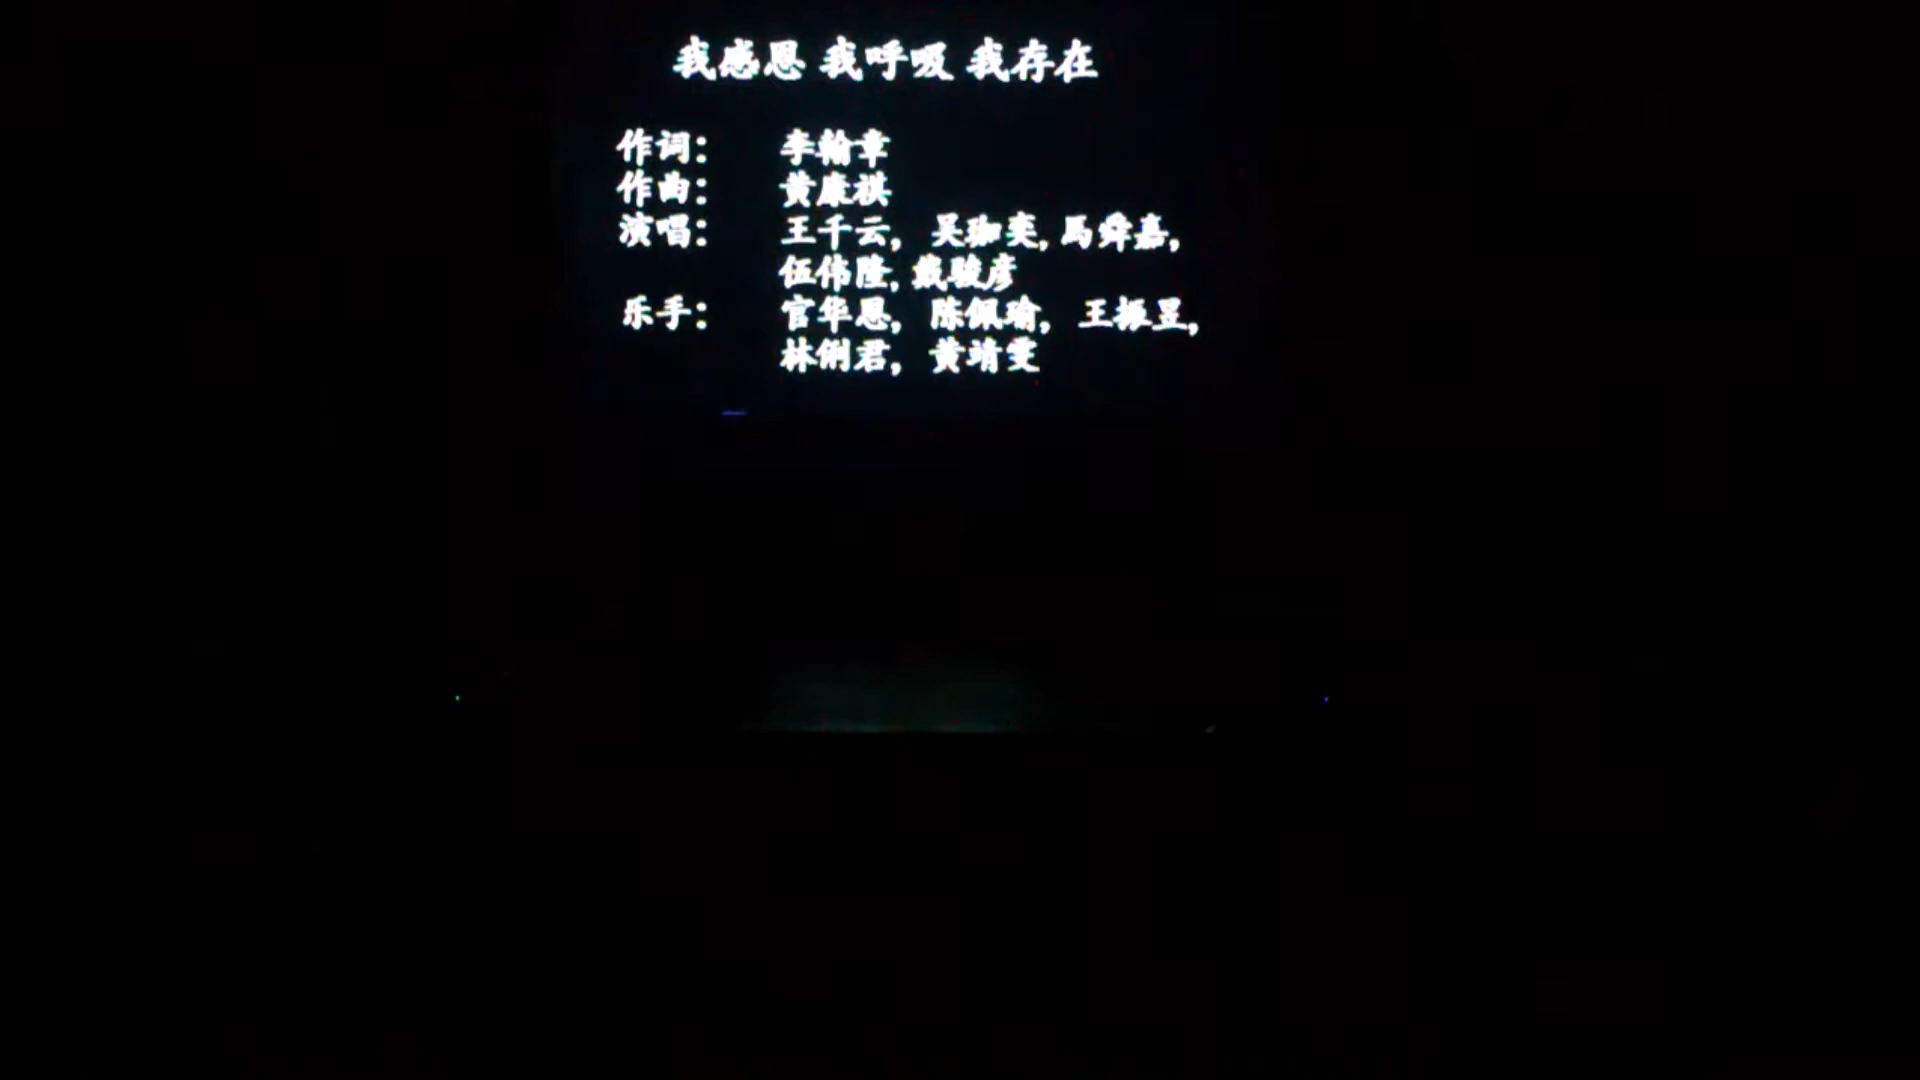 我感恩 我呼吸 我存在
作词： 李翰章
作曲： 黄康祺
演唱： 王千云， 吴珈奕, 馬舜嘉,
伍伟隆, 戴骏彦
乐手： 官华恩， 陈佩瑜， 王振昱,
林俐君， 黄靖雯